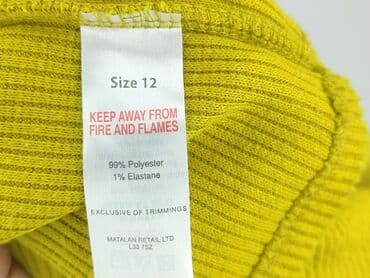 Size 12
KEEP AWAY FROM
FIRE AND FLAMES
99% Polyester
1% Elastane
EXCLUSIVE OF TRIMMINGS
MATALAN RETAIL LTD
L33 7SZ